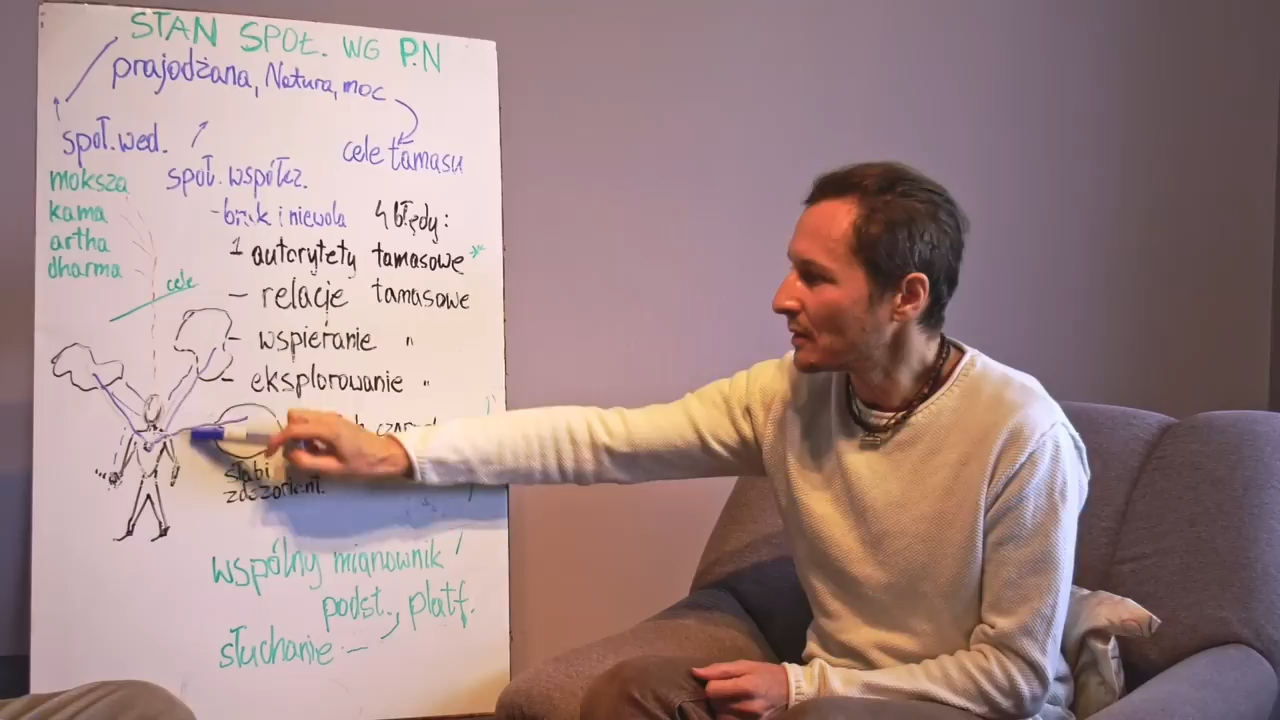 STAN SPOŁ. WG P.N
prajodżana, Natura, moc
społ. wed.
cele tamasu
moksza
społ. współcz.
kama
- brak i niewola
4 błędy:
artha
1 autorytety tamasowe
dharma
cele
- relacje tamasowe
- wspieranie "
- eksplorowanie "
słabi
wspólny mianownik
podst., platf.
słuchanie -